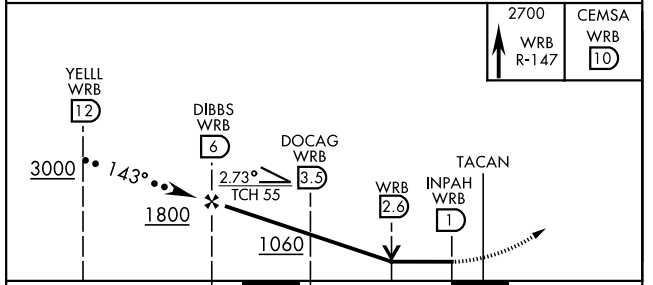 2700
WRB
R-147
CEMSA
WRB
10
YELLL
WRB
12
DIBBS
WRB
6
DOCAG
WRB
3.5
WRB
2.6
INPAH
WRB
1
TACAN
3000
143°
2.73°
TCH 55
1800
1060